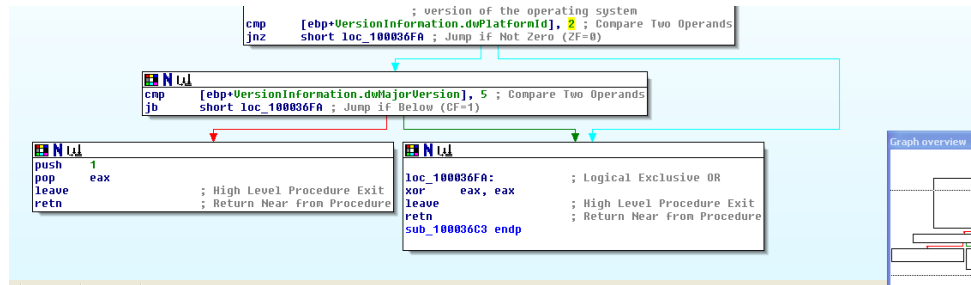 ; version of the operating system
cmp [ebp+VersionInformation.dwPlatformId], 2 ; Compare Two Operands
jnz short loc_100036FA ; Jump if Not Zero (ZF=0)
cmp [ebp+VersionInformation.dwMajorVersion], 5 ; Compare Two Operands
jb short loc_100036FA ; Jump if Below (CF=1)
push 1
pop eax
leave ; High Level Procedure Exit
retn ; Return Near from Procedure
loc_100036FA: ; Logical Exclusive OR
xor eax, eax
leave ; High Level Procedure Exit
retn ; Return Near from Procedure
sub_100036C3 endp
Graph overview